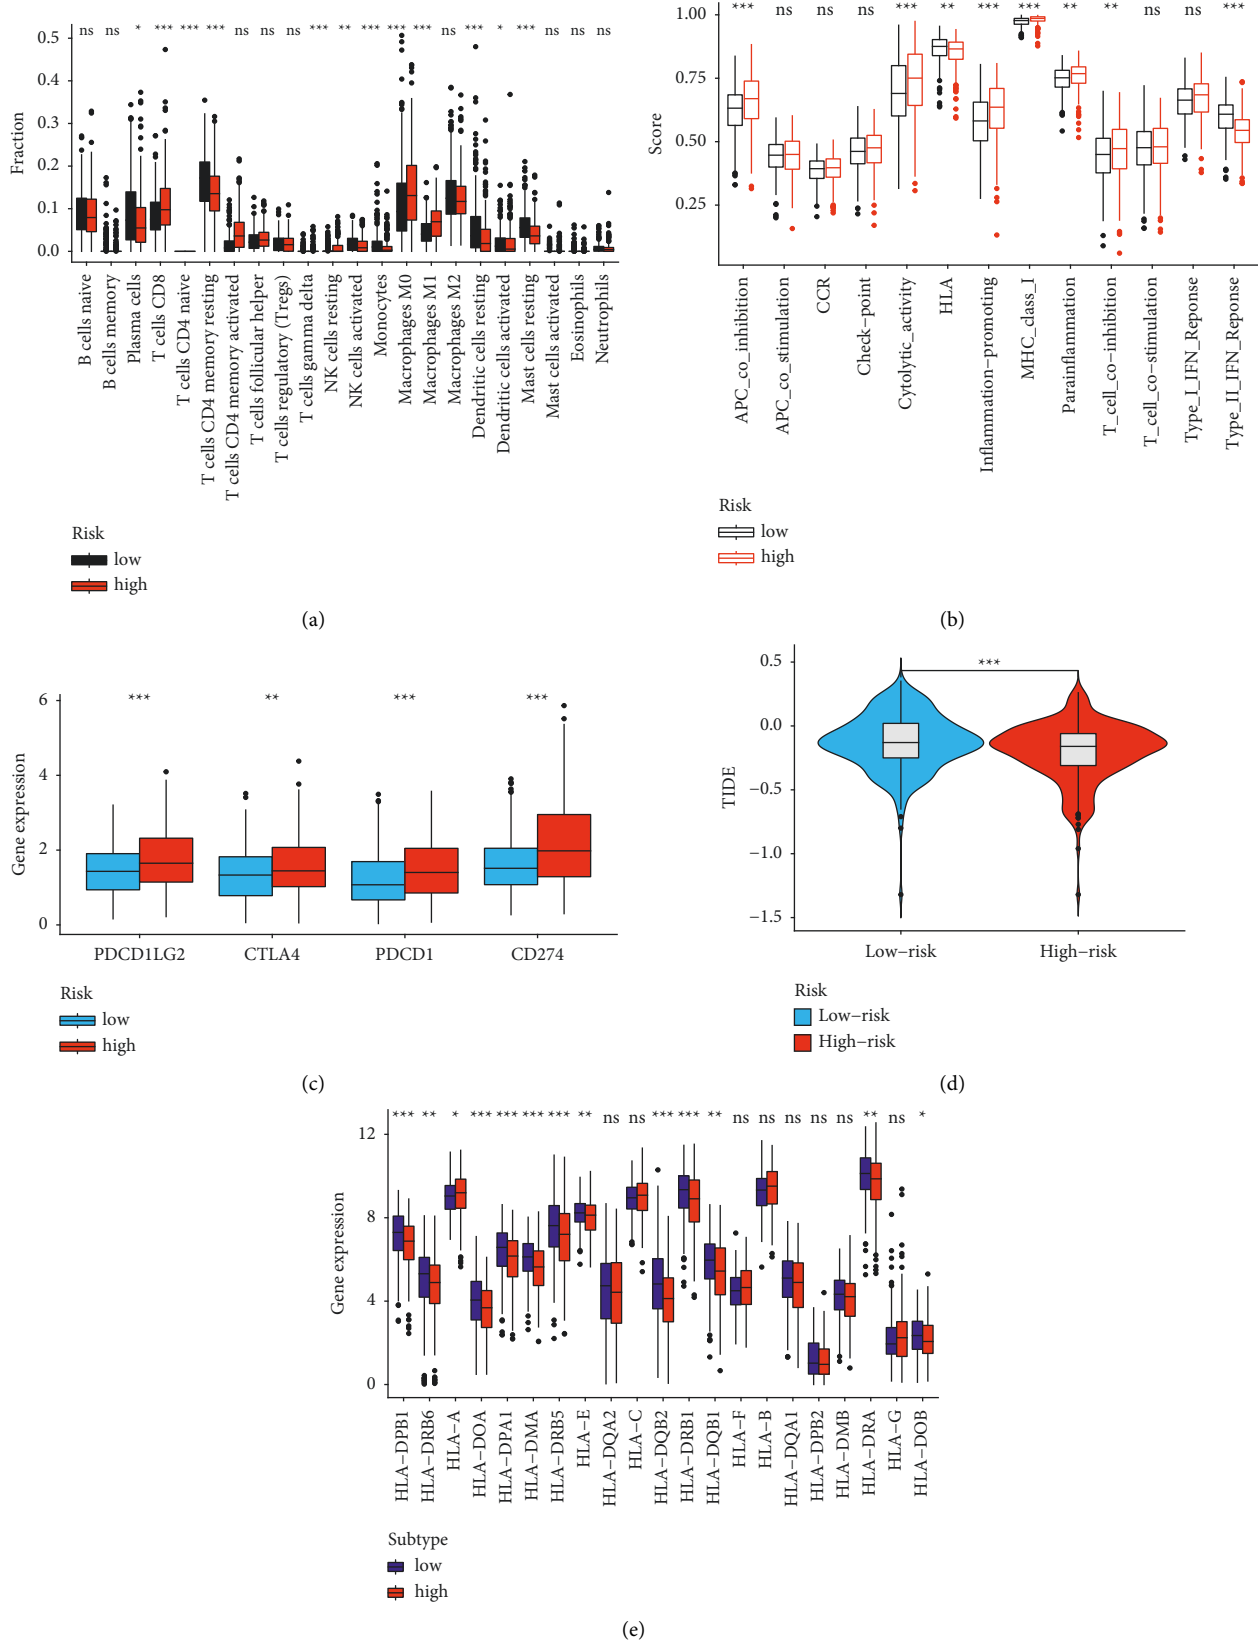 ns ns * *** *** *** ns ns ns *** ** *** *** *** ns *** * *** ns ns ns
0.5
0.4
0.3
0.2
0.1
0.0
Fraction
B cells naive
B cells memory
Plasma cells
T cells CD8
T cells CD4 naive
T cells CD4 memory resting
T cells CD4 memory activated
T cells follicular helper
T cells regulatory (Tregs)
T cells gamma delta
NK cells resting
NK cells activated
Monocytes
Macrophages M0
Macrophages M1
Macrophages M2
Dendritic cells resting
Dendritic cells activated
Mast cells resting
Mast cells activated
Eosinophils
Neutrophils
Risk
low
high
(a)
*** ns ns ns *** ** *** *** ** ** ns ns ***
1.00
0.75
0.50
0.25
Score
APC_co_inhibition
APC_co_stimulation
CCR
Check−point
Cytolytic_activity
HLA
Inflammation−promoting
MHC_class_I
Parainflammation
T_cell_co−inhibition
T_cell_co−stimulation
Type_I_IFN_Reponse
Type_II_IFN_Reponse
Risk
low
high
(b)
*** ** *** ***
6
4
2
0
Gene expression
PDCD1LG2 CTLA4 PDCD1 CD274
Risk
low
high
(c)
***
0.5
0.0
−0.5
−1.0
−1.5
TIDE
Low−risk High−risk
Risk
Low−risk
High−risk
(d)
*** ** * *** *** *** *** ** ns ns *** *** ** ns ns ns ns ns ** ns *
12
8
4
0
Gene expression
HLA−DPB1
HLA−DRB6
HLA−A
HLA−DOA
HLA−DPA1
HLA−DMA
HLA−DRB5
HLA−E
HLA−DQA2
HLA−C
HLA−DQB2
HLA−DRB1
HLA−DQB1
HLA−F
HLA−B
HLA−DQA1
HLA−DPB2
HLA−DMB
HLA−DRA
HLA−G
HLA−DOB
Subtype
low
high
(e)